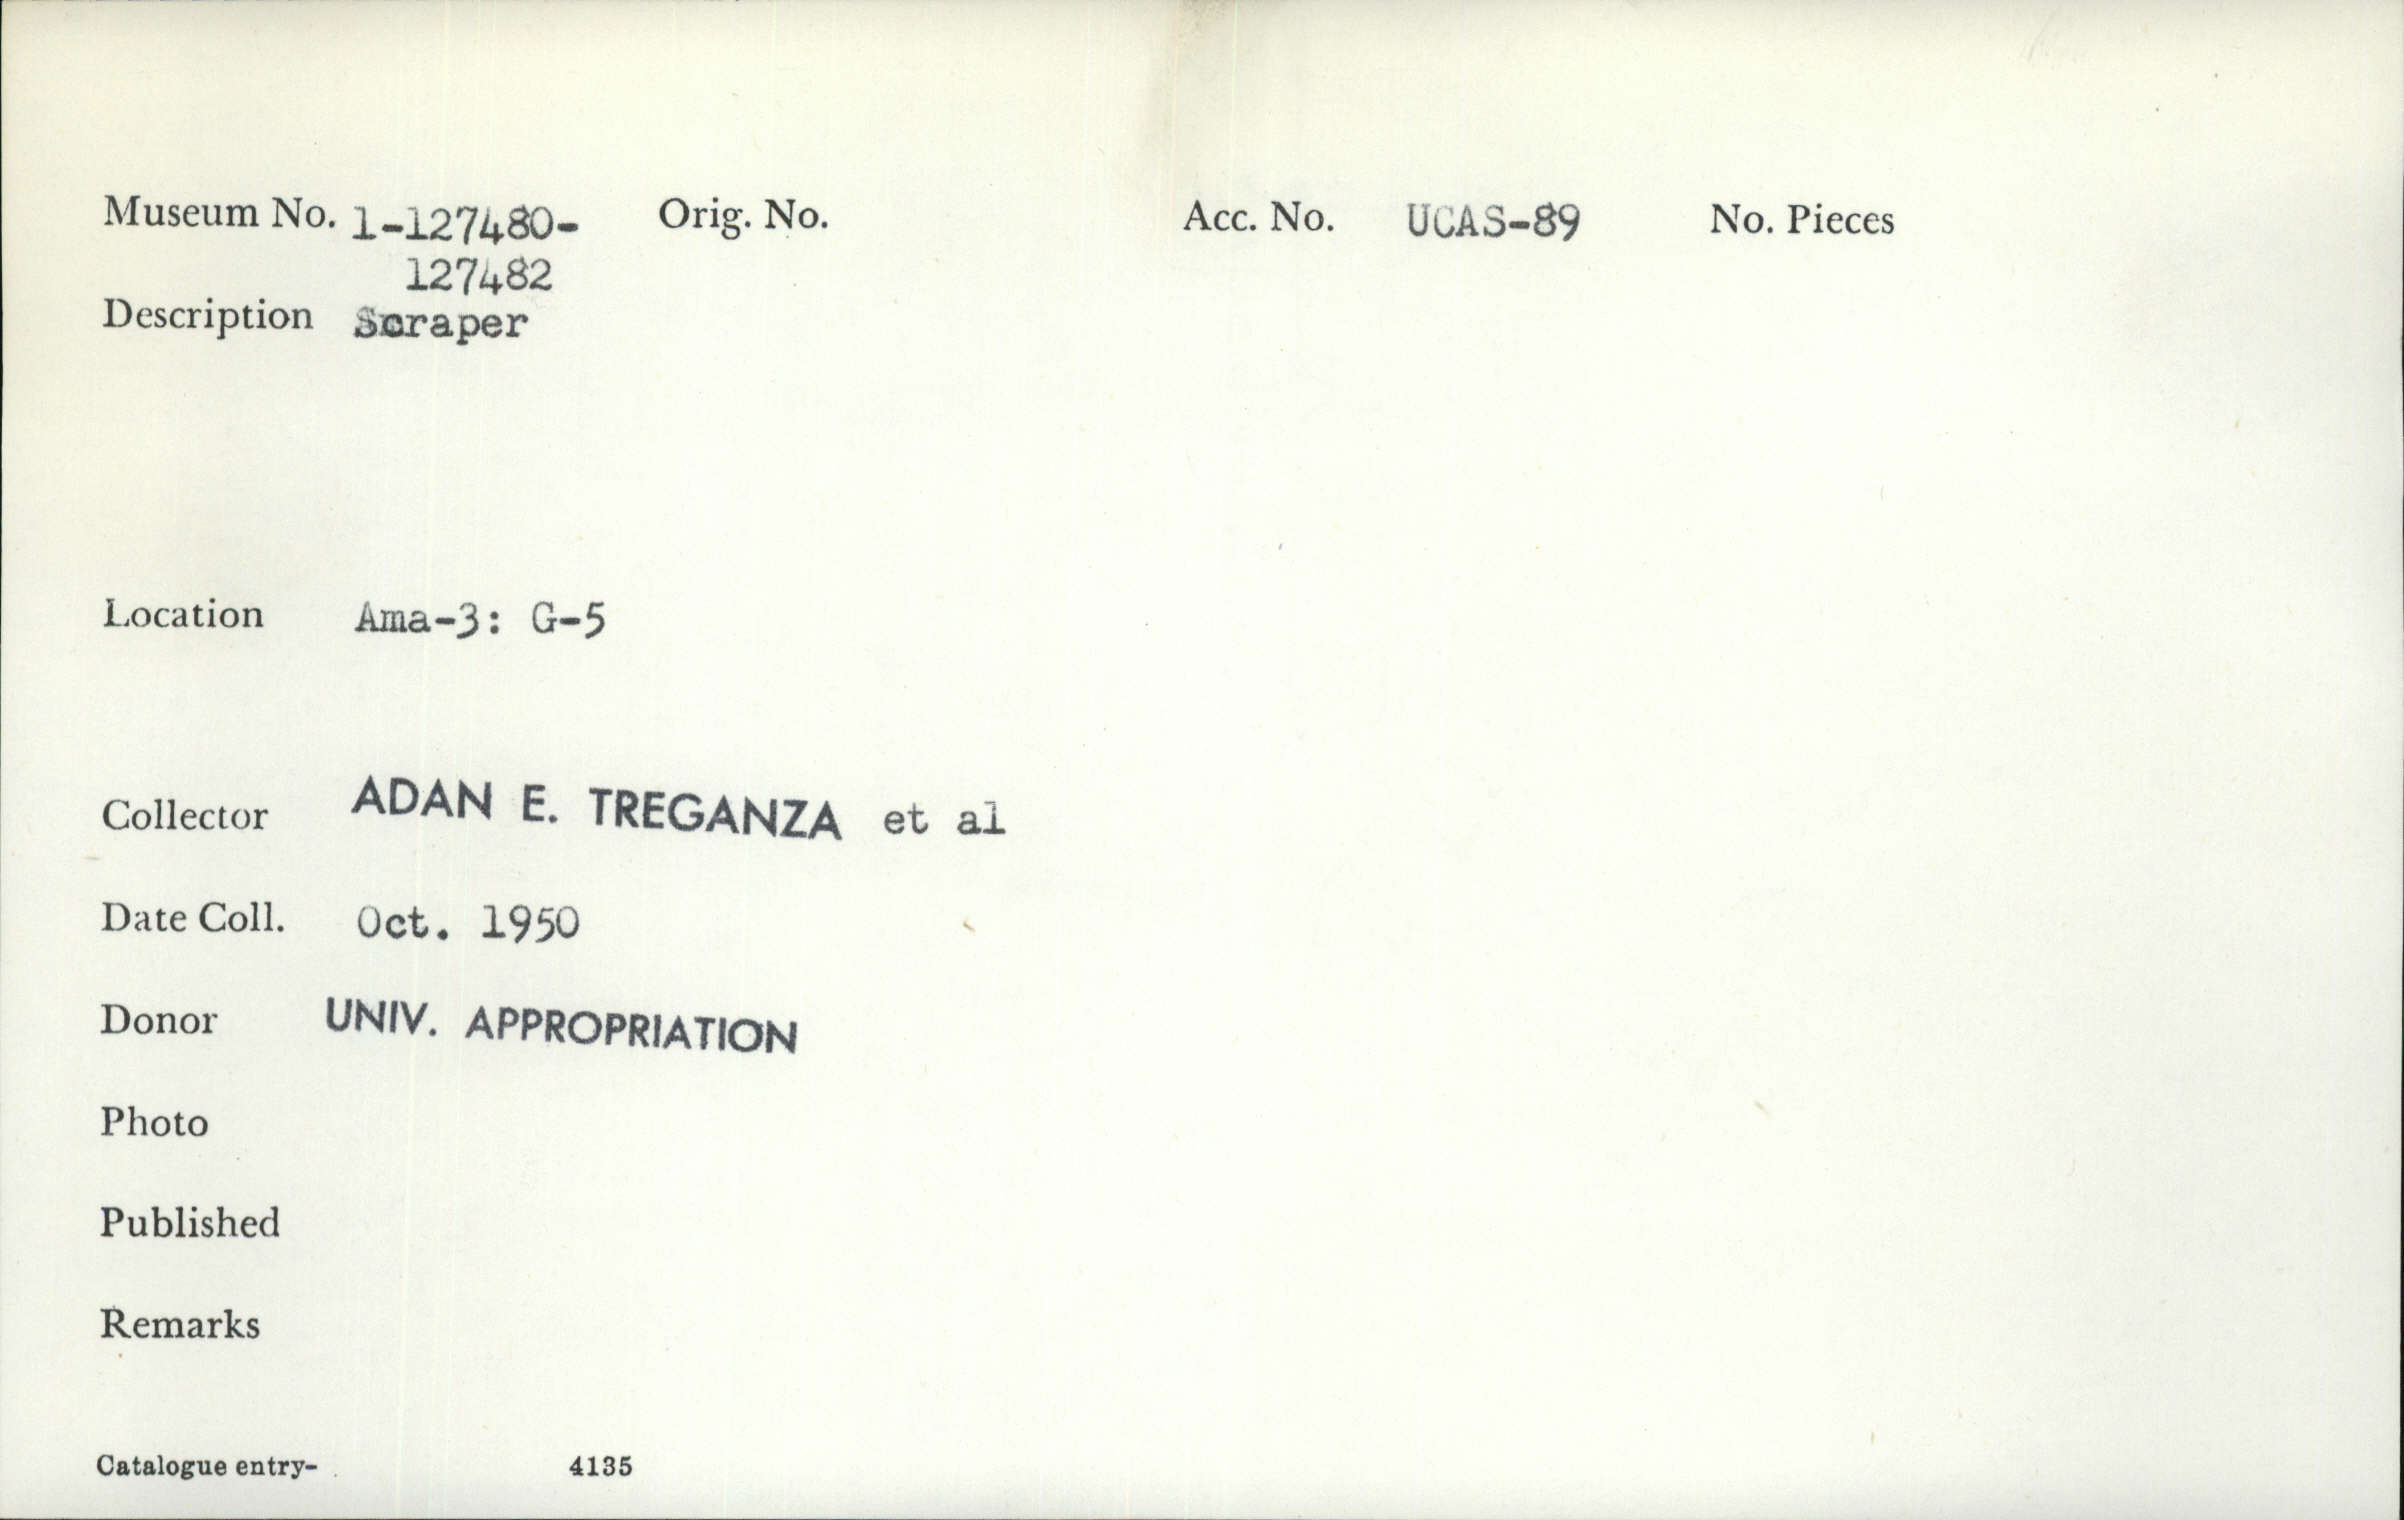 Museum No. 1-127480- Orig. No. Acc. No. UCAS-89 No. Pieces
127482
Description Scraper
Location Ama-3: G-5
Collector ADAN E. TREGANZA et al
Date Coll. Oct. 1950
Donor UNIV. APPROPRIATION
Photo
Published
Remarks
Catalogue entry- 4135